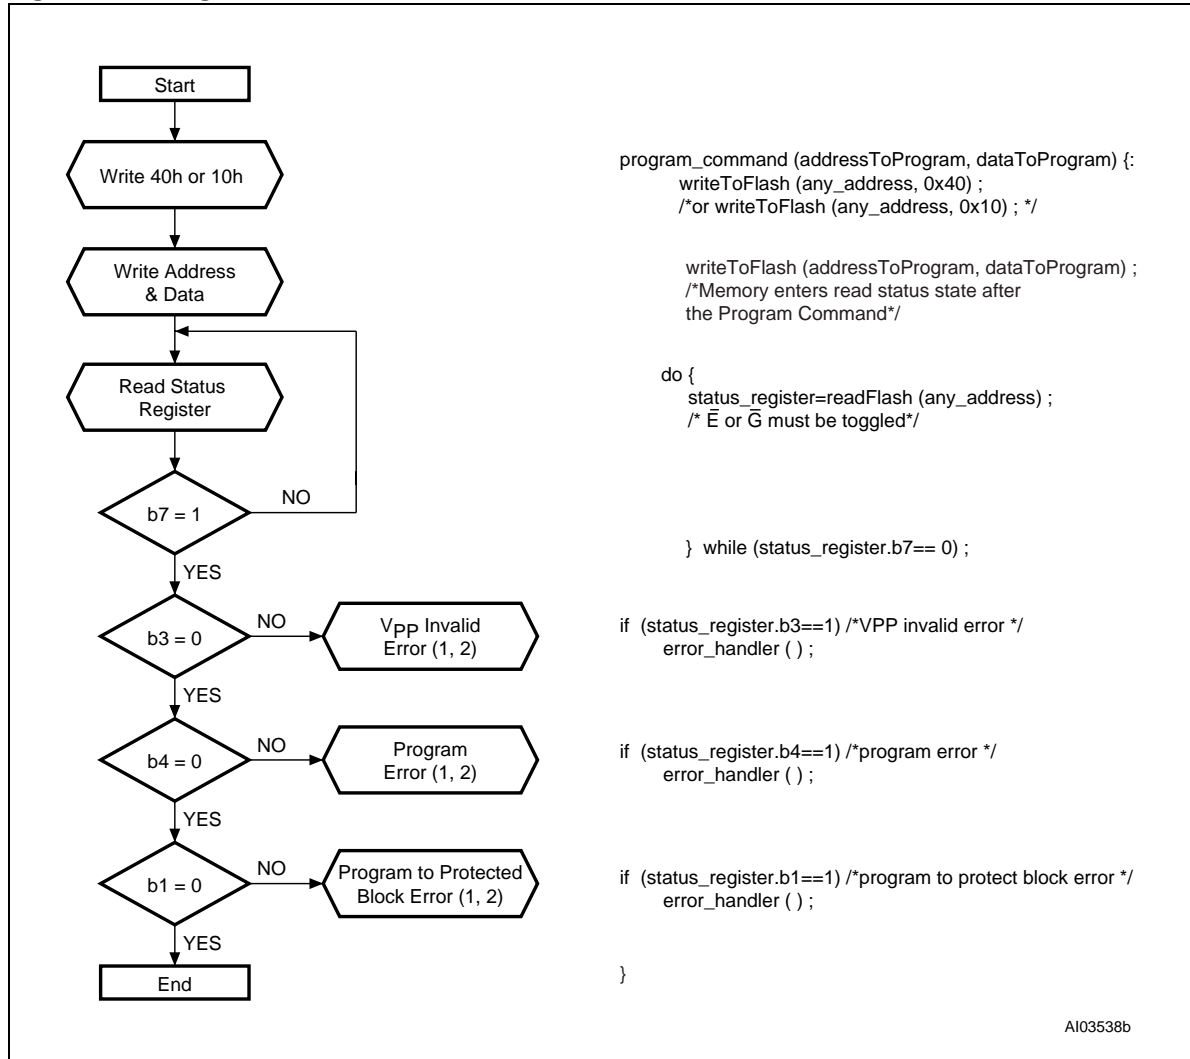 Start
Write 40h or 10h
Write Address
& Data
Read Status
Register
b7 = 1
NO
YES
b3 = 0
NO
VPP Invalid
Error (1, 2)
YES
b4 = 0
NO
Program
Error (1, 2)
YES
b1 = 0
NO
Program to Protected
Block Error (1, 2)
YES
End
program_command (addressToProgram, dataToProgram) {:
writeToFlash (any_address, 0x40) ;
/*or writeToFlash (any_address, 0x10) ; */
writeToFlash (addressToProgram, dataToProgram) ;
/*Memory enters read status state after
the Program Command*/
do {
status_register=readFlash (any_address) ;
/* E̅ or G̅ must be toggled*/
} while (status_register.b7== 0) ;
if (status_register.b3==1) /*VPP invalid error */
error_handler ( ) ;
if (status_register.b4==1) /*program error */
error_handler ( ) ;
if (status_register.b1==1) /*program to protect block error */
error_handler ( ) ;
}
AI03538b